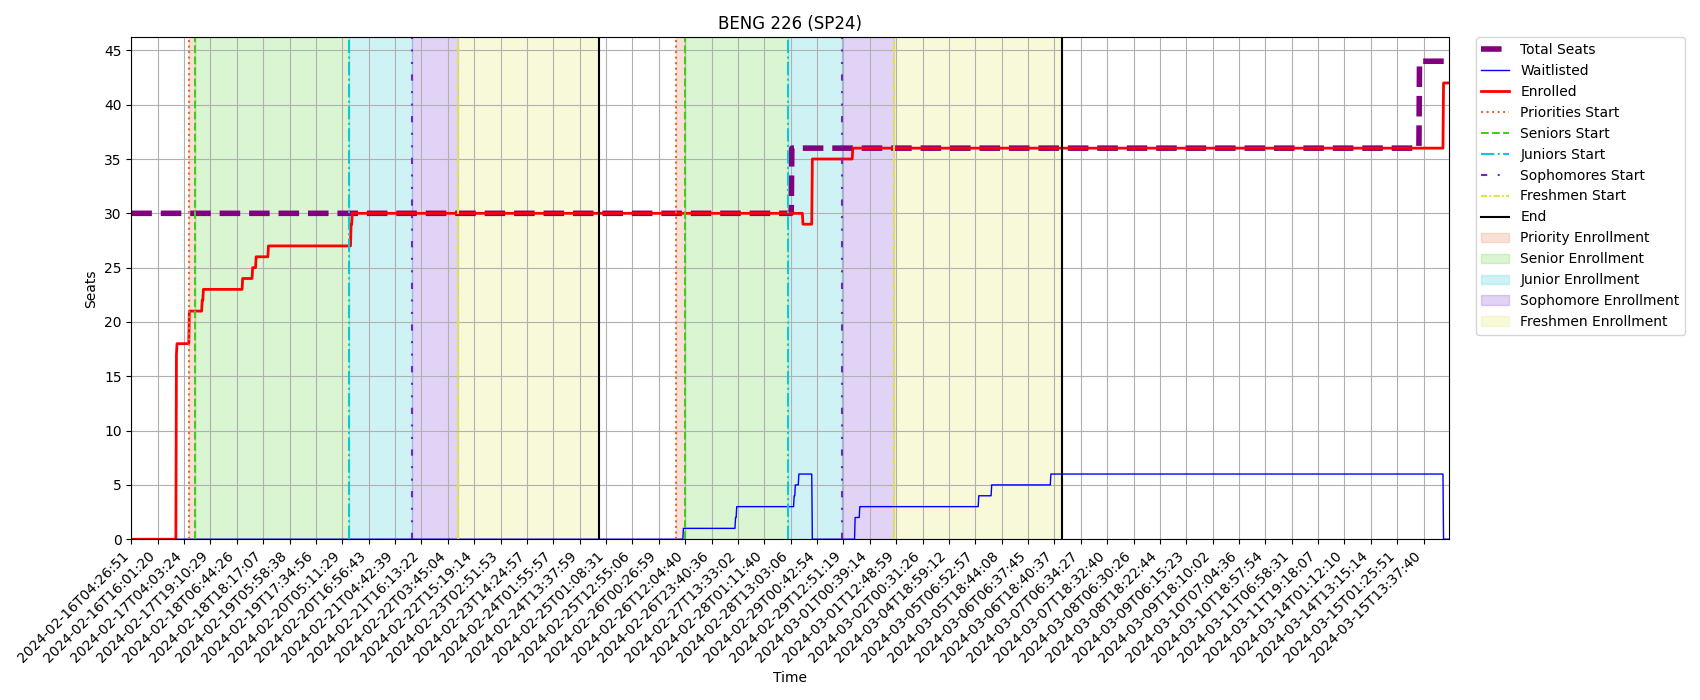 BENG 226 (SP24)
Seats
45
40
35
30
25
20
15
10
5
0
2024-02-16T04:26:51
2024-02-16T16:01:20
2024-02-17T04:03:24
2024-02-17T19:10:29
2024-02-18T06:44:26
2024-02-18T18:17:07
2024-02-19T05:58:38
2024-02-19T17:34:56
2024-02-20T05:11:29
2024-02-20T16:56:43
2024-02-21T04:42:39
2024-02-21T16:13:22
2024-02-22T03:45:04
2024-02-22T15:19:14
2024-02-23T02:51:53
2024-02-23T14:24:57
2024-02-24T01:55:57
2024-02-24T13:37:59
2024-02-25T01:08:31
2024-02-25T12:55:06
2024-02-26T00:26:59
2024-02-26T12:04:40
2024-02-26T23:40:36
2024-02-27T13:33:02
2024-02-28T01:11:40
2024-02-28T13:03:06
2024-02-29T00:42:54
2024-02-29T12:51:19
2024-03-01T00:39:14
2024-03-01T12:48:59
2024-03-02T00:31:26
2024-03-04T18:59:12
2024-03-05T06:52:57
2024-03-05T18:44:08
2024-03-06T06:37:45
2024-03-06T18:40:37
2024-03-07T06:34:27
2024-03-07T18:32:40
2024-03-08T06:30:26
2024-03-08T18:22:44
2024-03-09T06:15:23
2024-03-09T18:10:02
2024-03-10T07:04:36
2024-03-10T18:57:54
2024-03-11T06:58:31
2024-03-11T19:18:07
2024-03-14T01:12:10
2024-03-14T13:15:14
2024-03-15T01:25:51
2024-03-15T13:37:40
Time
Total Seats
Waitlisted
Enrolled
Priorities Start
Seniors Start
Juniors Start
Sophomores Start
Freshmen Start
End
Priority Enrollment
Senior Enrollment
Junior Enrollment
Sophomore Enrollment
Freshmen Enrollment